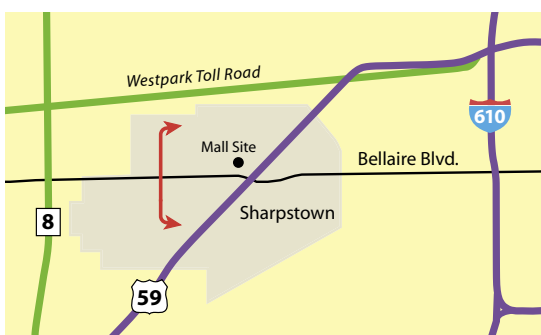 Westpark Toll Road
610
Mall Site
Bellaire Blvd.
8
Sharpstown
59